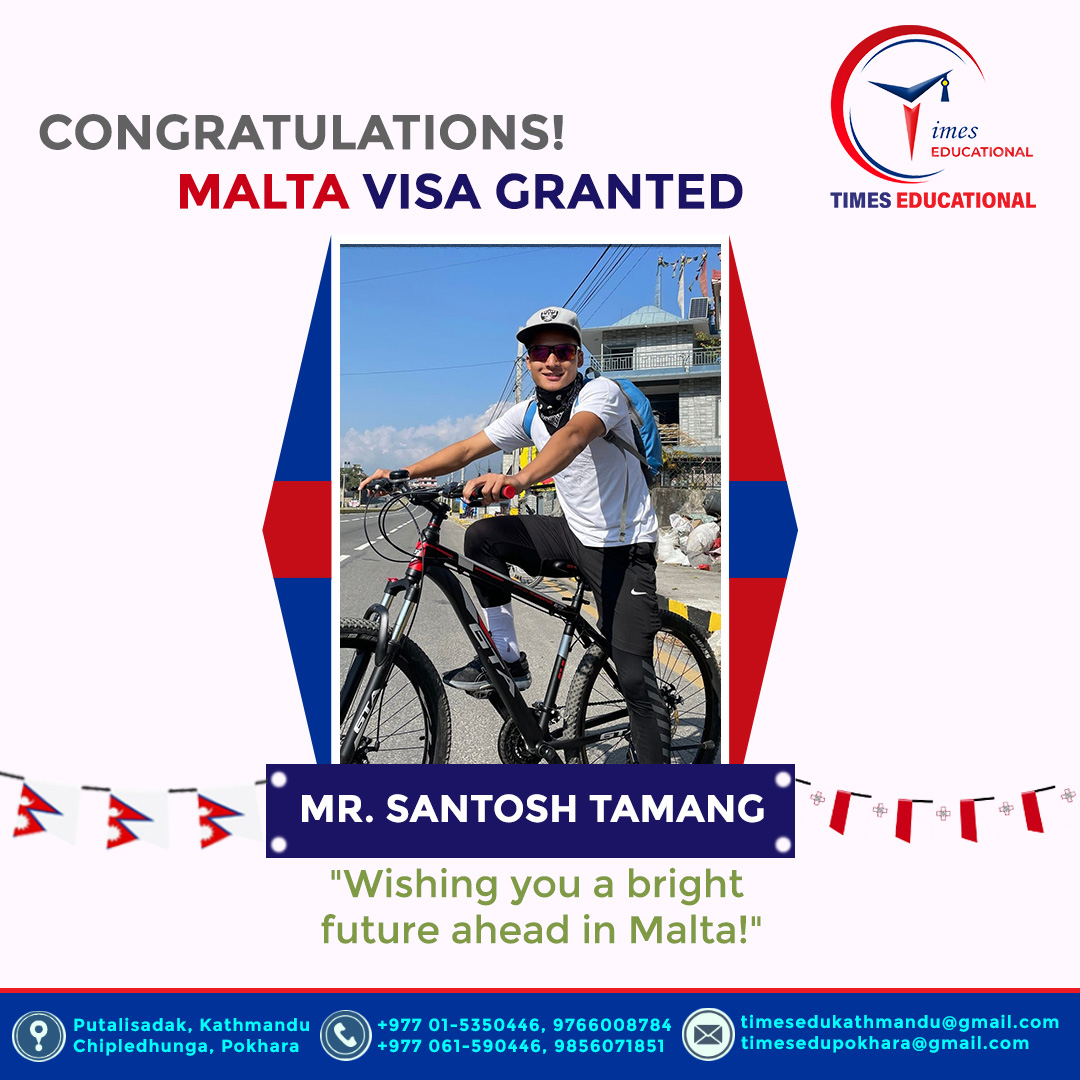 CONGRATULATIONS!
MALTA VISA GRANTED
imes
EDUCATIONAL
TIMES EDUCATIONAL
GTA
MR. SANTOSH TAMANG
"Wishing you a bright
future ahead in Malta!"
Putalisadak, Kathmandu
Chipledhunga, Pokhara
+977 01-5350446, 9766008784
+977 061-590446, 9856071851
timesedukathmandu@gmail.com
timesedupokhara@gmail.com